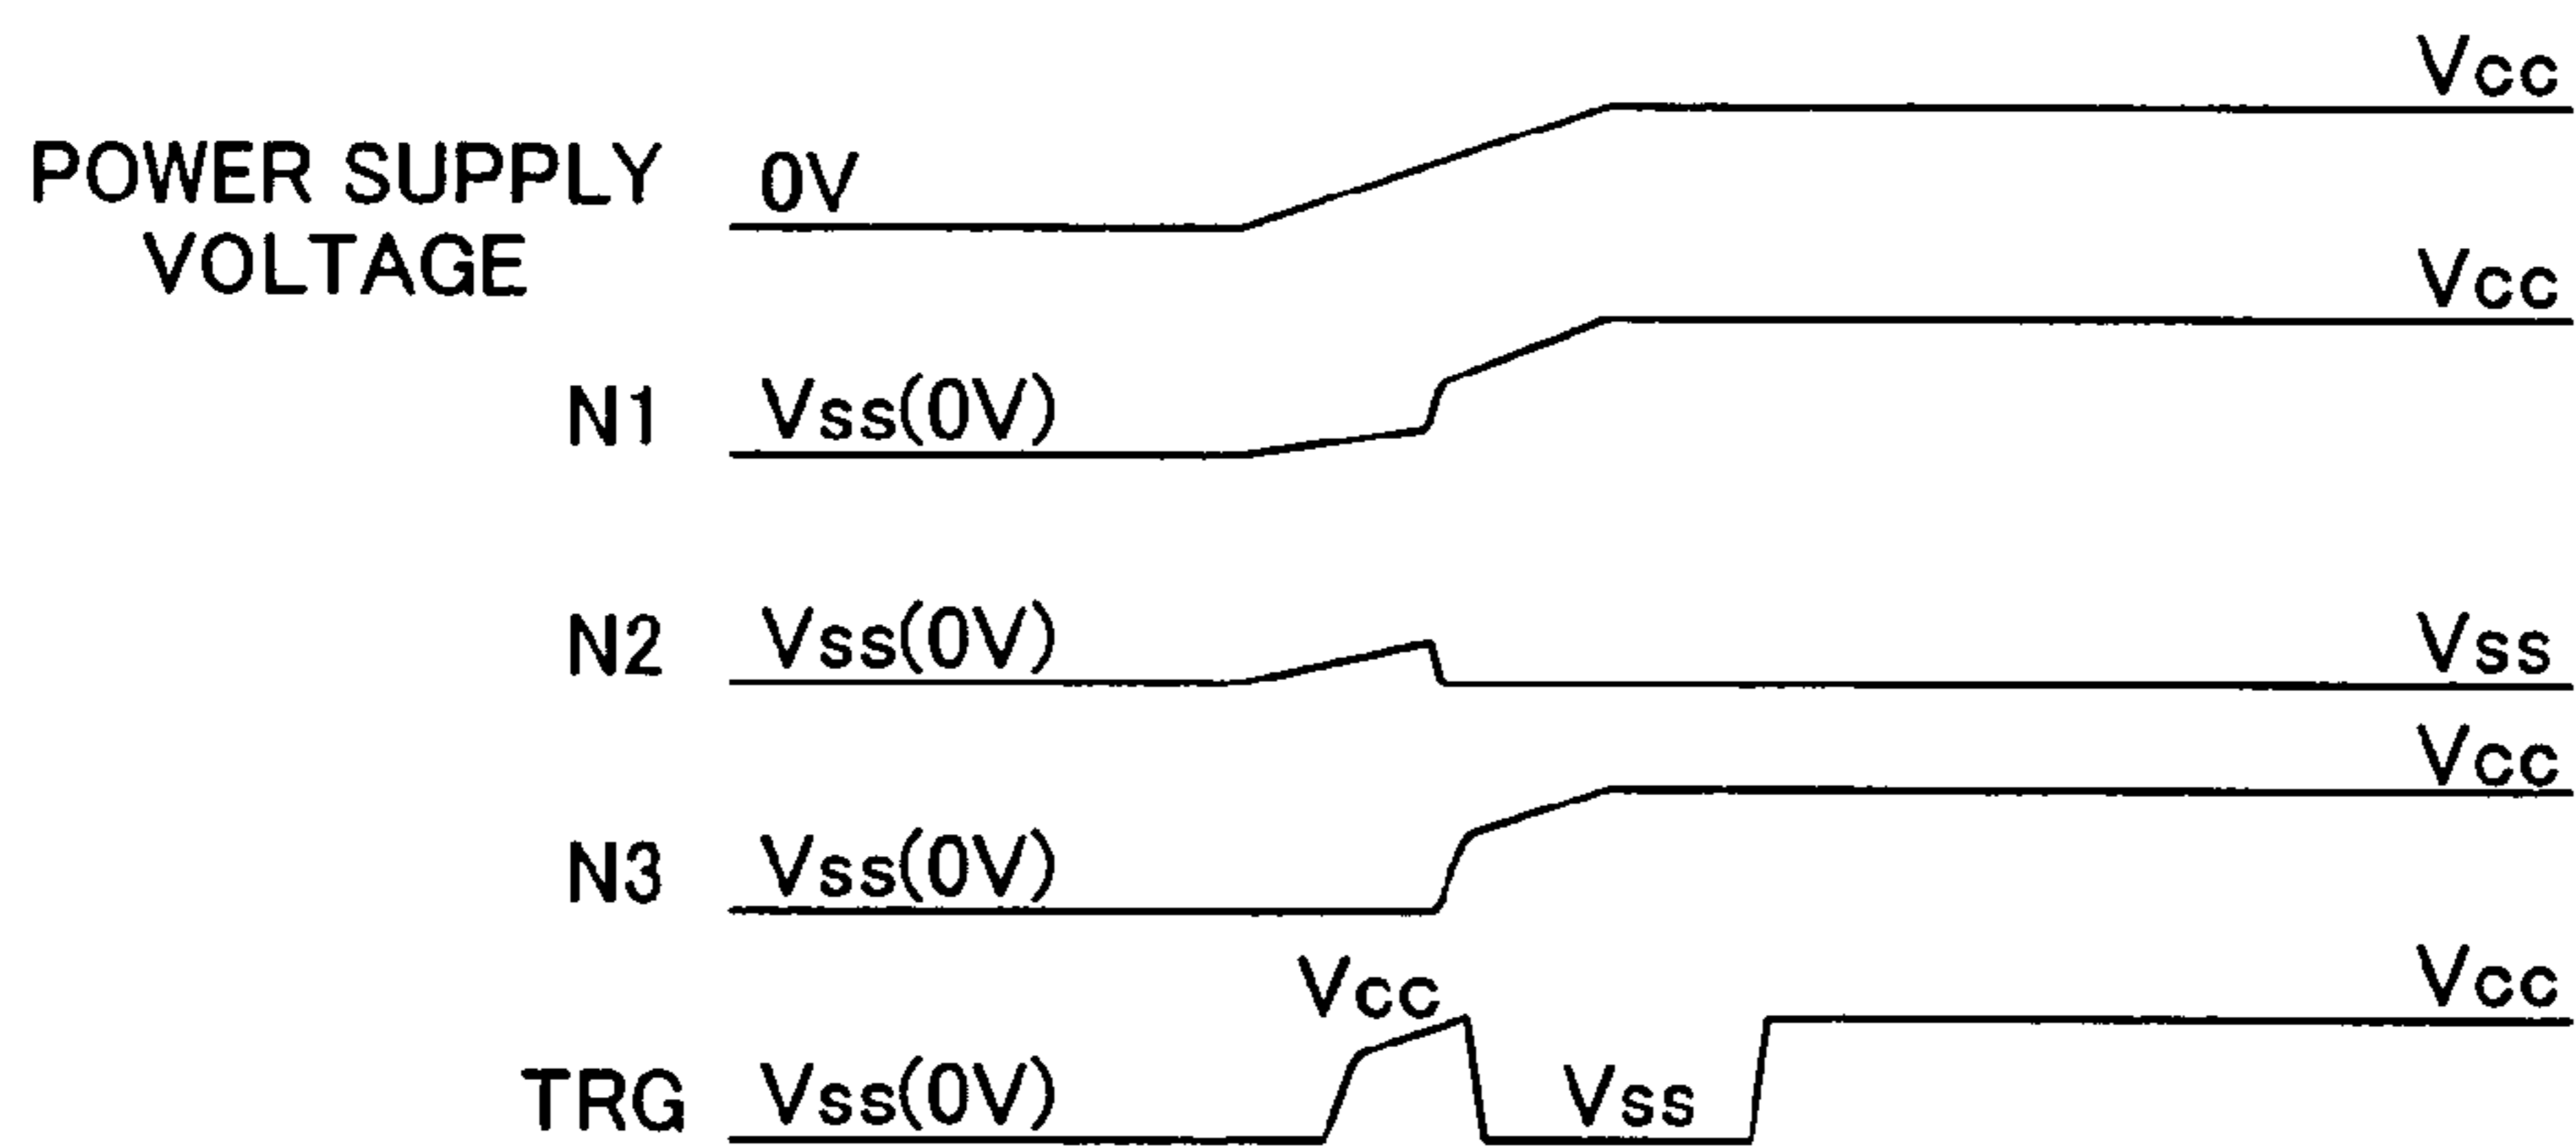 Vcc
POWER SUPPLY VOLTAGE
0V
Vcc
N1
Vss(0V)
N2
Vss(0V)
Vss
Vcc
N3
Vss(0V)
Vcc
Vcc
TRG
Vss(0V)
Vss